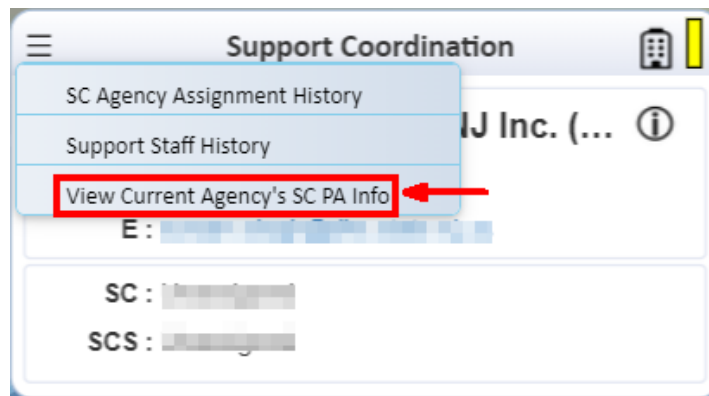 Support Coordination
SC Agency Assignment History
NJ Inc. (...
Support Staff History
View Current Agency's SC PA Info
E :
SC :
SCS :